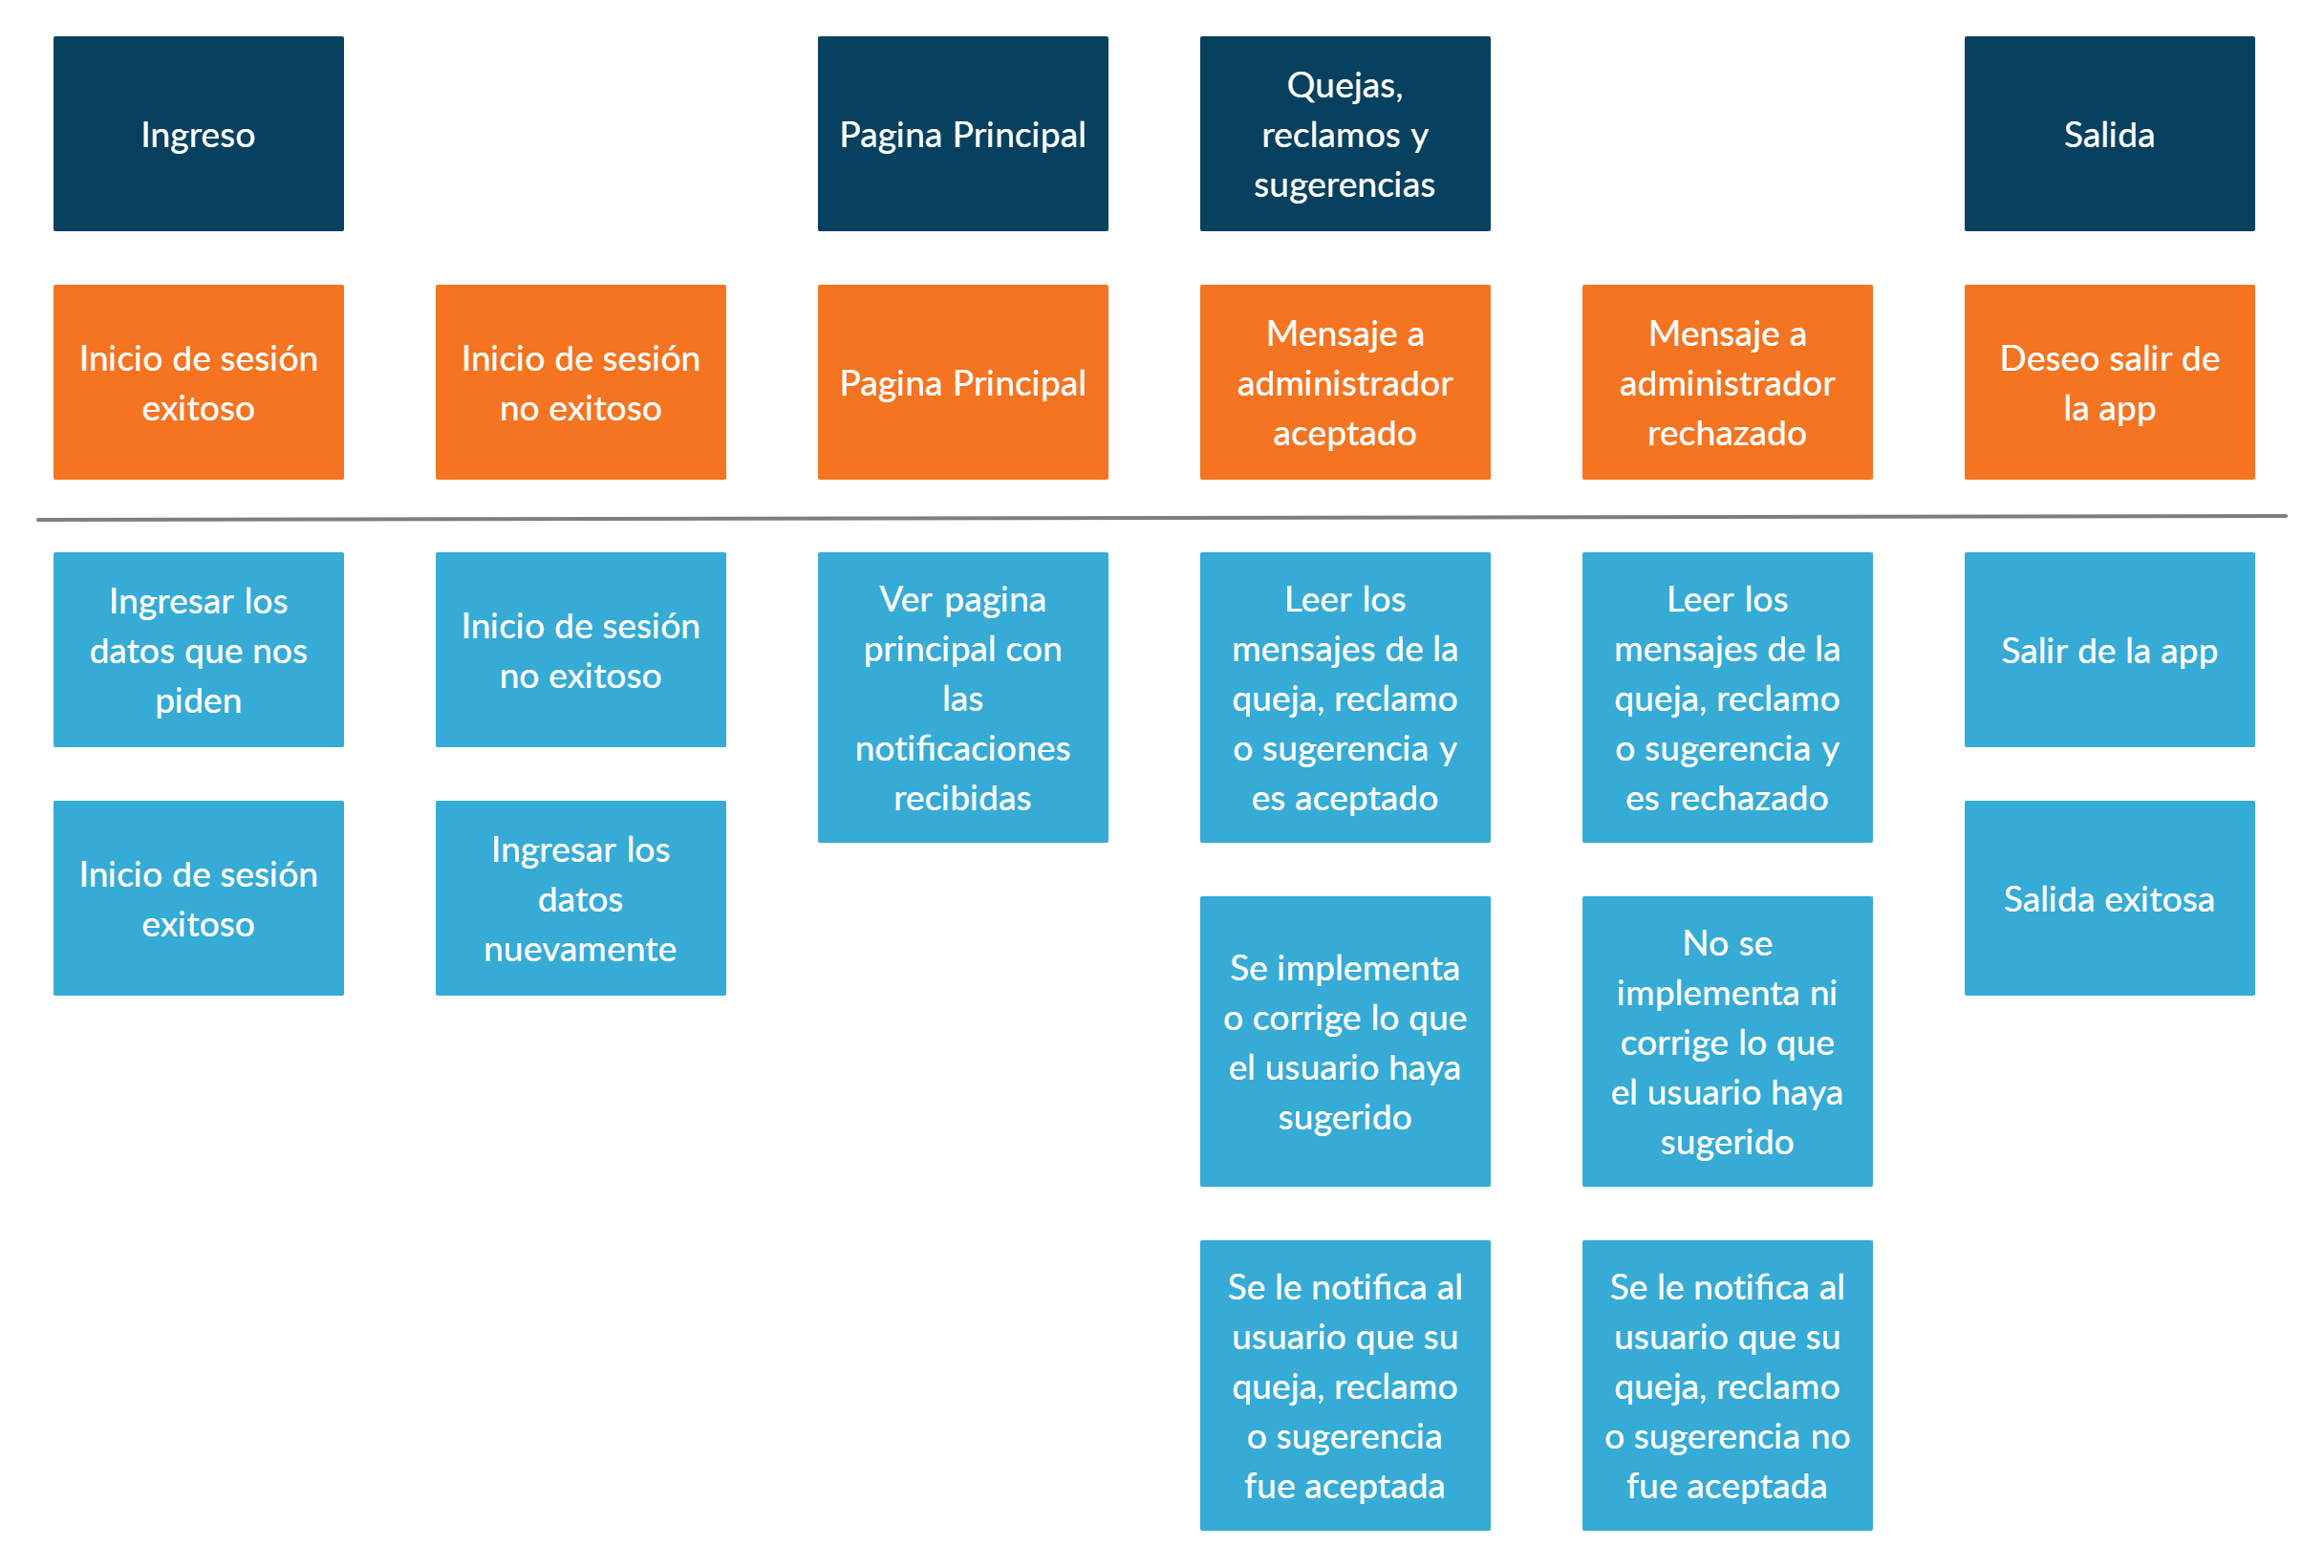 Ingreso
Pagina Principal
Quejas,
reclamos y
sugerencias
Salida
Inicio de sesión
exitoso
Inicio de sesión
no exitoso
Pagina Principal
Mensaje a
administrador
aceptado
Mensaje a
administrador
rechazado
Deseo salir de
la app
Ingresar los
datos que nos
piden
Inicio de sesión
no exitoso
Ver pagina
principal con
las
notificaciones
recibidas
Leer los
mensajes de la
queja, reclamo
o sugerencia y
es aceptado
Leer los
mensajes de la
queja, reclamo
o sugerencia y
es rechazado
Salir de la app
Inicio de sesión
exitoso
Ingresar los
datos
nuevamente
Se implementa
o corrige lo que
el usuario haya
sugerido
No se
implementa ni
corrige lo que
el usuario haya
sugerido
Salida exitosa
Se le notifica al
usuario que su
queja, reclamo
o sugerencia
fue aceptada
Se le notifica al
usuario que su
queja, reclamo
o sugerencia no
fue aceptada